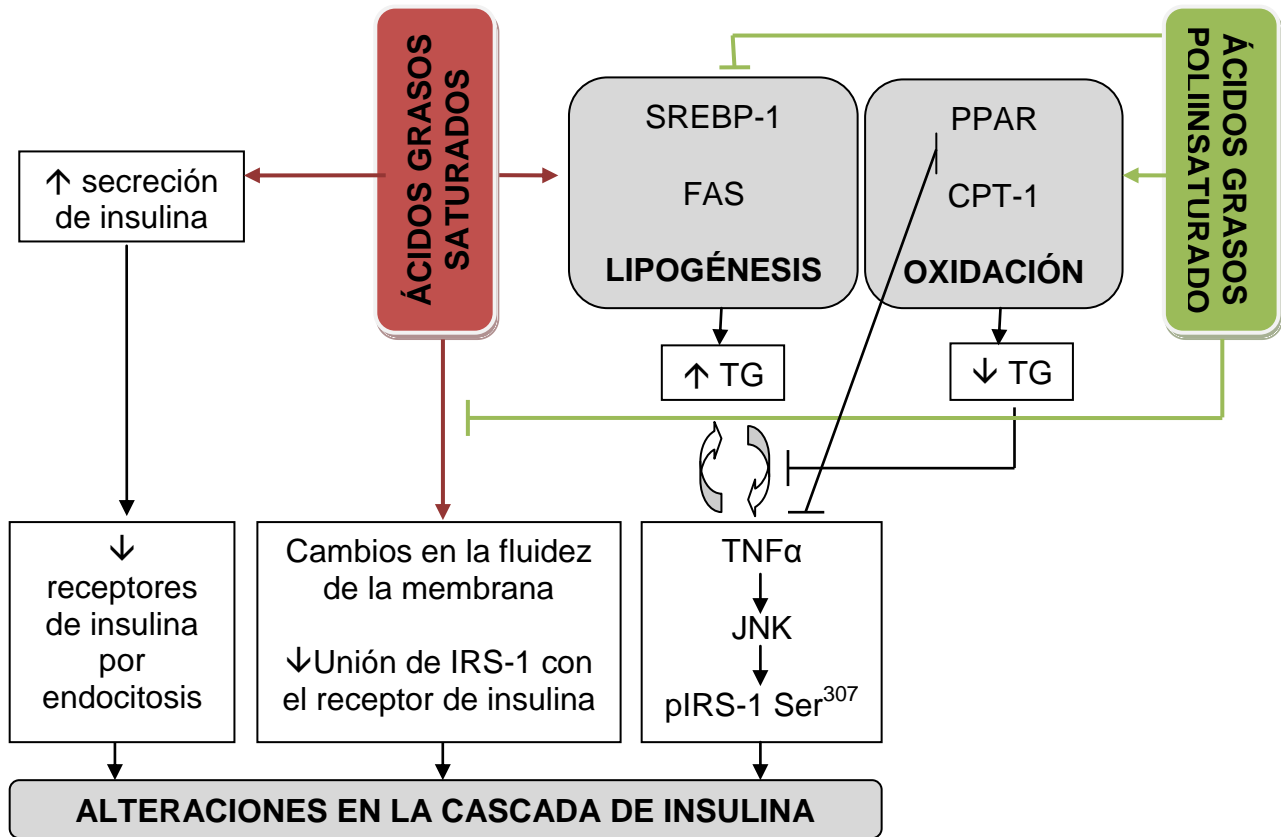 ÁCIDOS GRASOS
SATURADOS
ÁCIDOS GRASOS
POLIINSATURADO
SREBP-1
FAS
LIPOGÉNESIS
PPAR
CPT-1
OXIDACIÓN
↑ secreción
de insulina
↑ TG
↓ TG
↓
receptores
de insulina
por
endocitosis
Cambios en la fluidez
de la membrana
↓Unión de IRS-1 con
el receptor de insulina
TNFα
JNK
pIRS-1 Ser³⁰⁷
ALTERACIONES EN LA CASCADA DE INSULINA